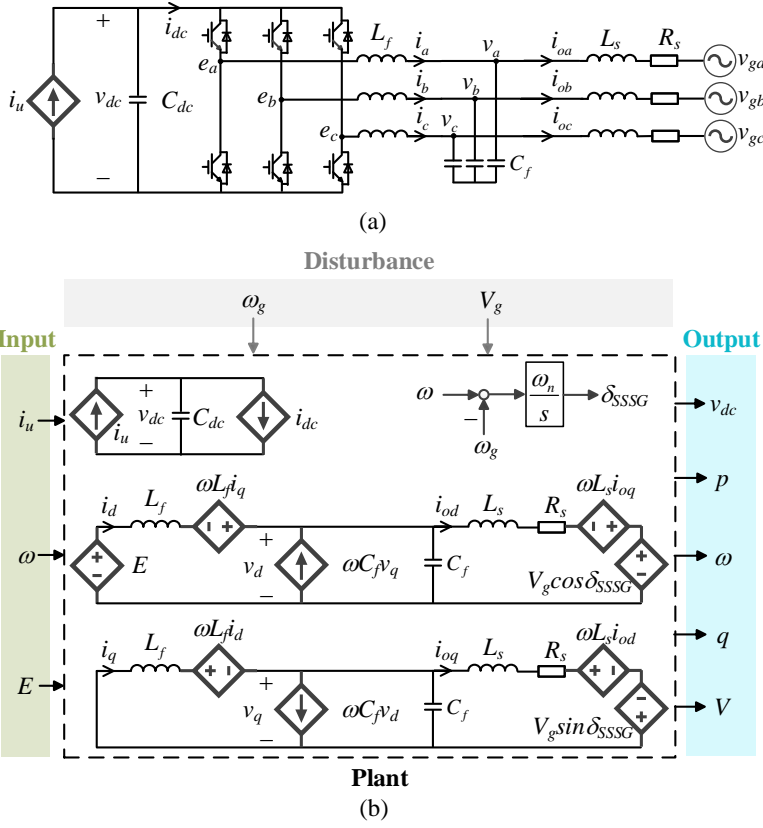 i_dc
L_f i_a v_a i_oa L_s R_s
v_ga
e_a
i_u v_dc C_dc
e_b i_b v_b i_ob v_gb
e_c i_c v_c i_oc v_gc
C_f
(a)
Disturbance
ω_g V_g
Input Output
i_u i_u v_dc C_dc i_dc ω ω_g ω_n/s δ_SSSG v_dc
p
i_d L_f ωL_f i_q i_od L_s R_s ωL_s i_oq
ω E v_d ωC_f v_q C_f V_g cosδ_SSSG ω
i_q L_f ωL_f i_d i_oq L_s R_s ωL_s i_od q
E v_q ωC_f v_d C_f V_g sinδ_SSSG V
Plant
(b)